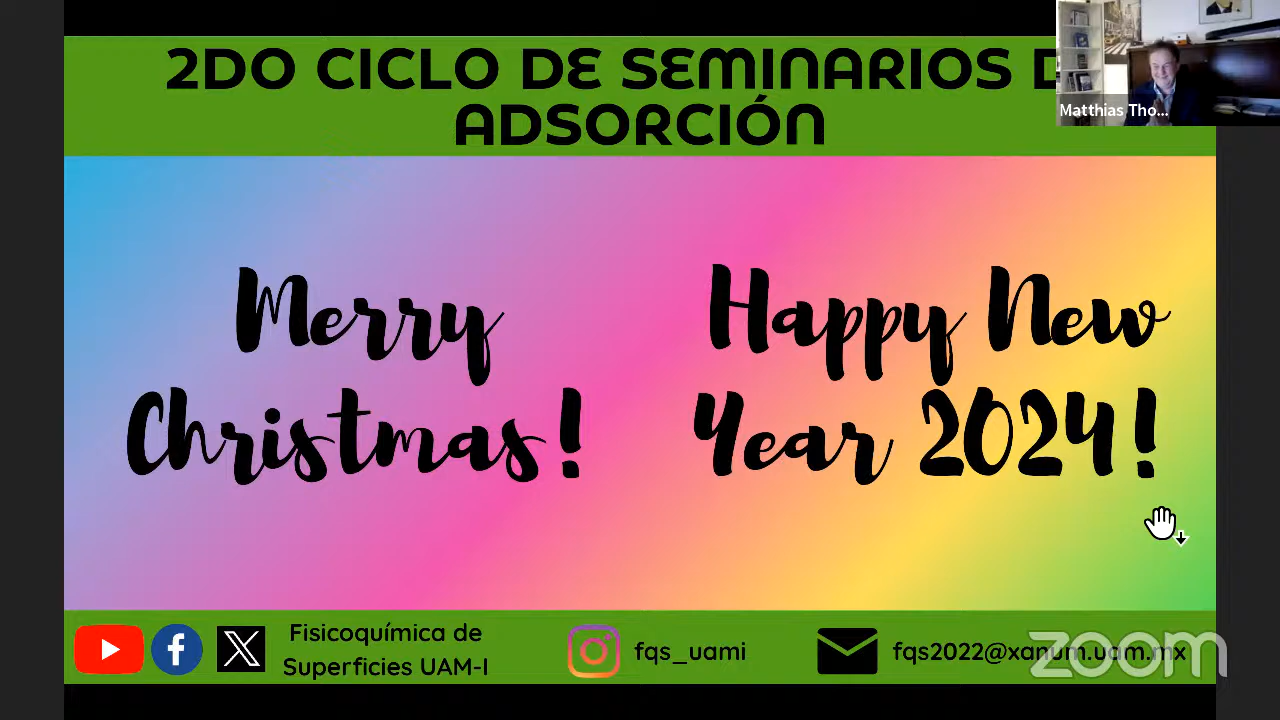 2DO CICLO DE SEMINARIOS D
ADSORCIÓN
Matthias Tho...
Merry
Christmas!
Happy New
Year 2024!
Fisicoquímica de
Superficies UAM-I
fqs_uami
fqs2022@xanum.uam.mx
zoom